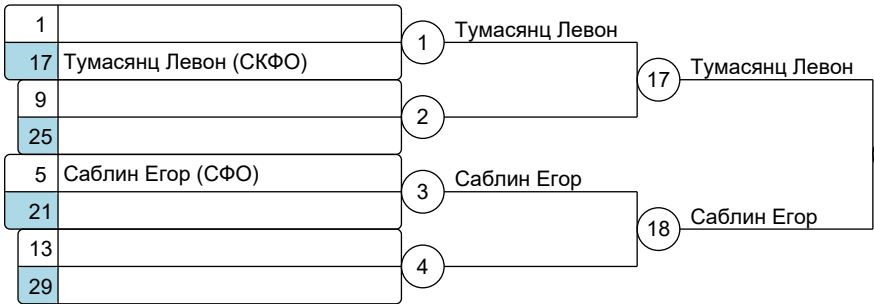 1
17 Тумасянц Левон (СКФО)
1 Тумасянц Левон
9
25
2
17 Тумасянц Левон
5 Саблин Егор (СФО)
21
3 Саблин Егор
13
29
4
18 Саблин Егор